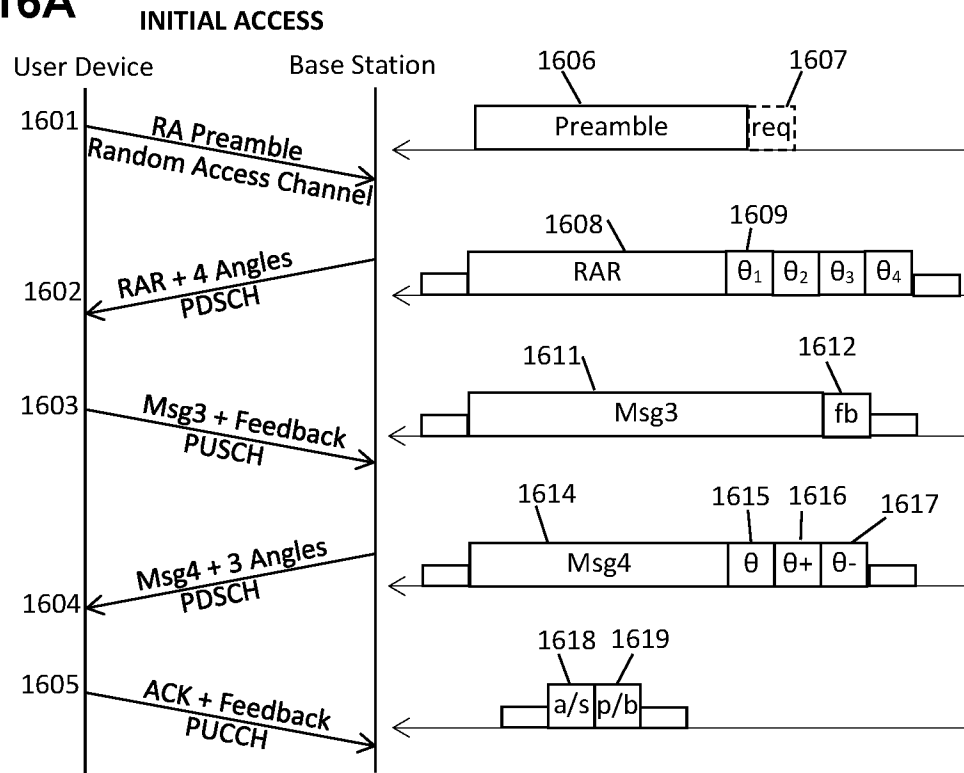 16A
INITIAL ACCESS
User Device
Base Station
1606
1607
1601
RA Preamble
Random Access Channel
Preamble
req
1608
1609
RAR + 4 Angles
PDSCH
1602
RAR
θ1
θ2
θ3
θ4
1611
1612
1603
Msg3 + Feedback
PUSCH
Msg3
fb
1614
1615
1616
1617
Msg4 + 3 Angles
PDSCH
1604
Msg4
θ
θ+
θ-
1618
1619
1605
ACK + Feedback
PUCCH
a/s
p/b